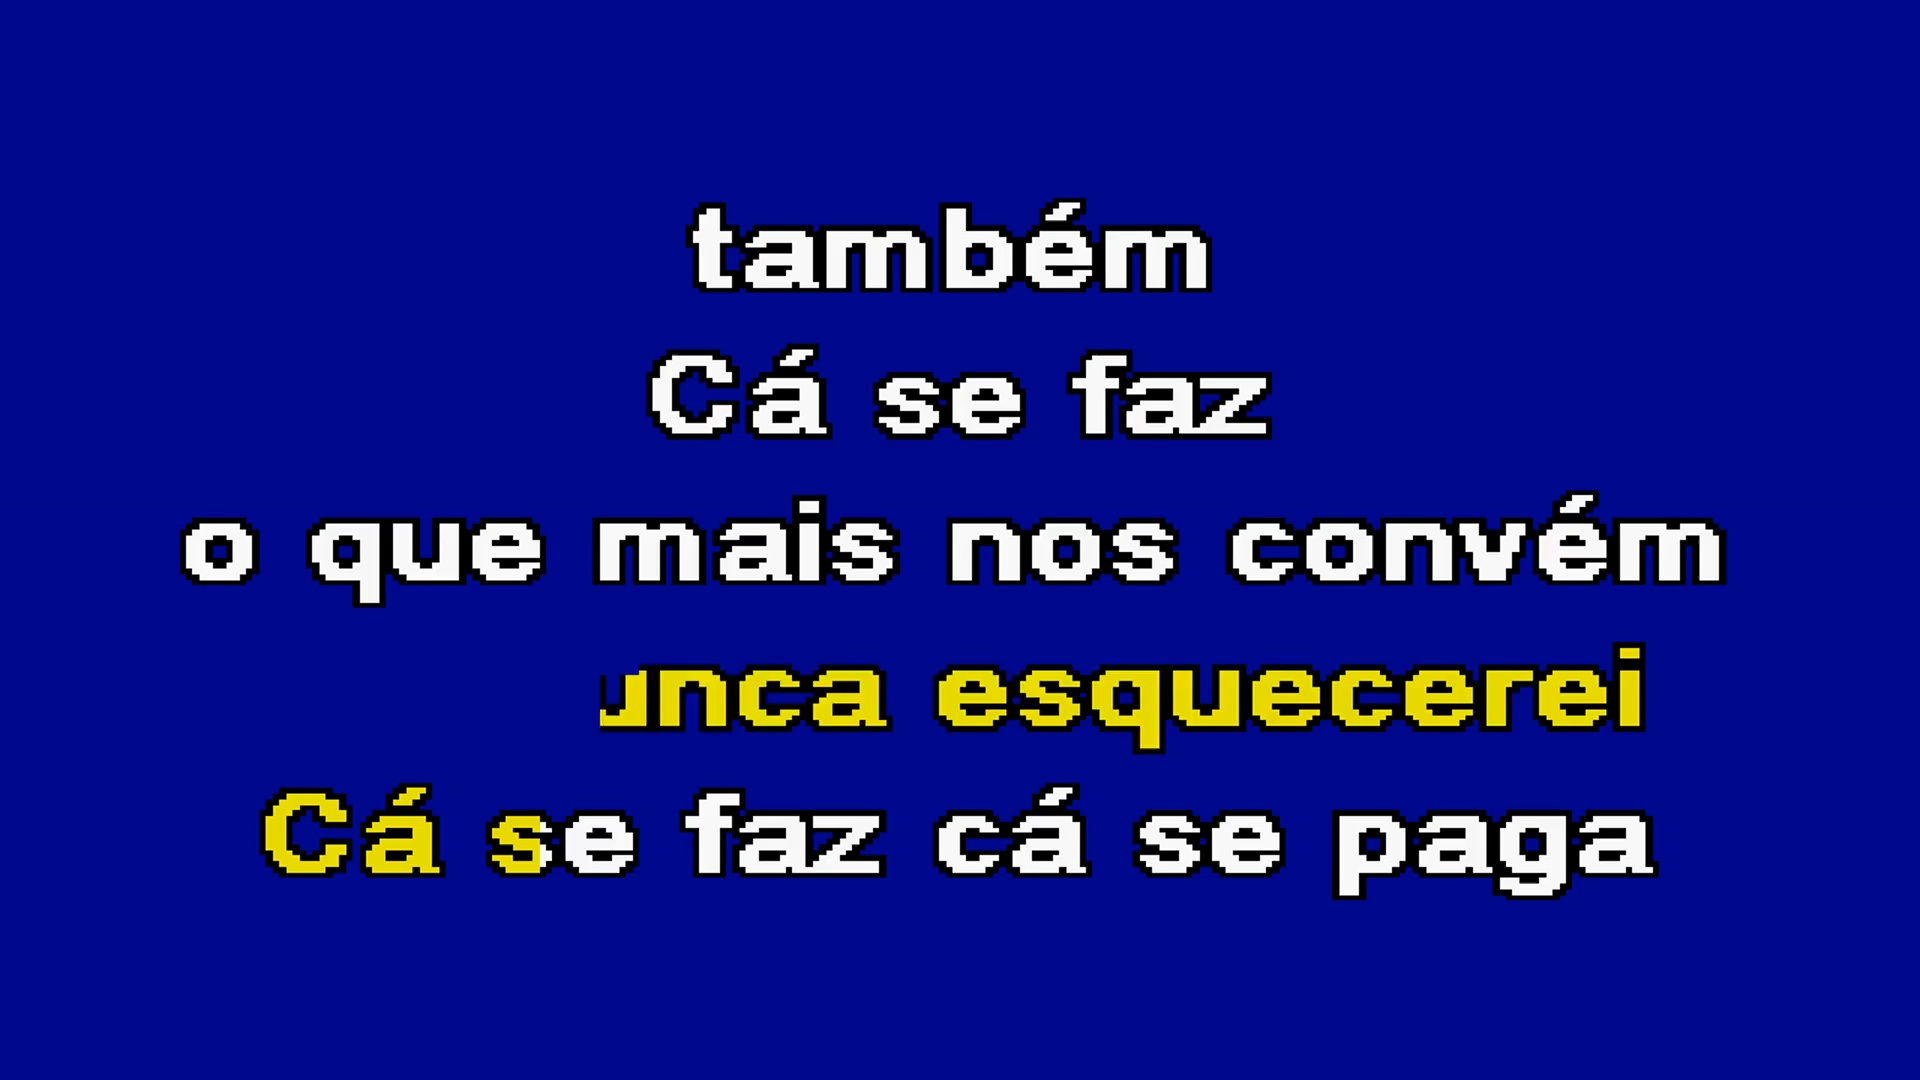 também
Cá se faz
o que mais nos convém
unca esquecerei
Cá se faz cá se paga